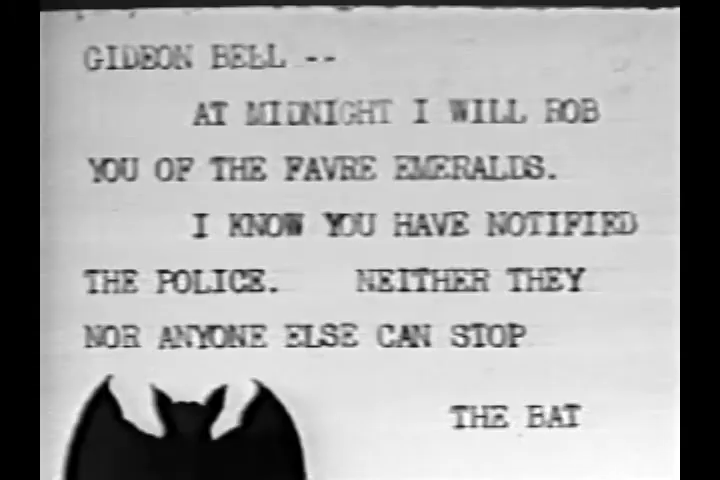 GIDEON BELL --
AT MIDNIGHT I WILL ROB
YOU OF THE FAVRE EMERALDS.
I KNOW YOU HAVE NOTIFIED
THE POLICE. NEITHER THEY
NOR ANYONE ELSE CAN STOP
THE BAT